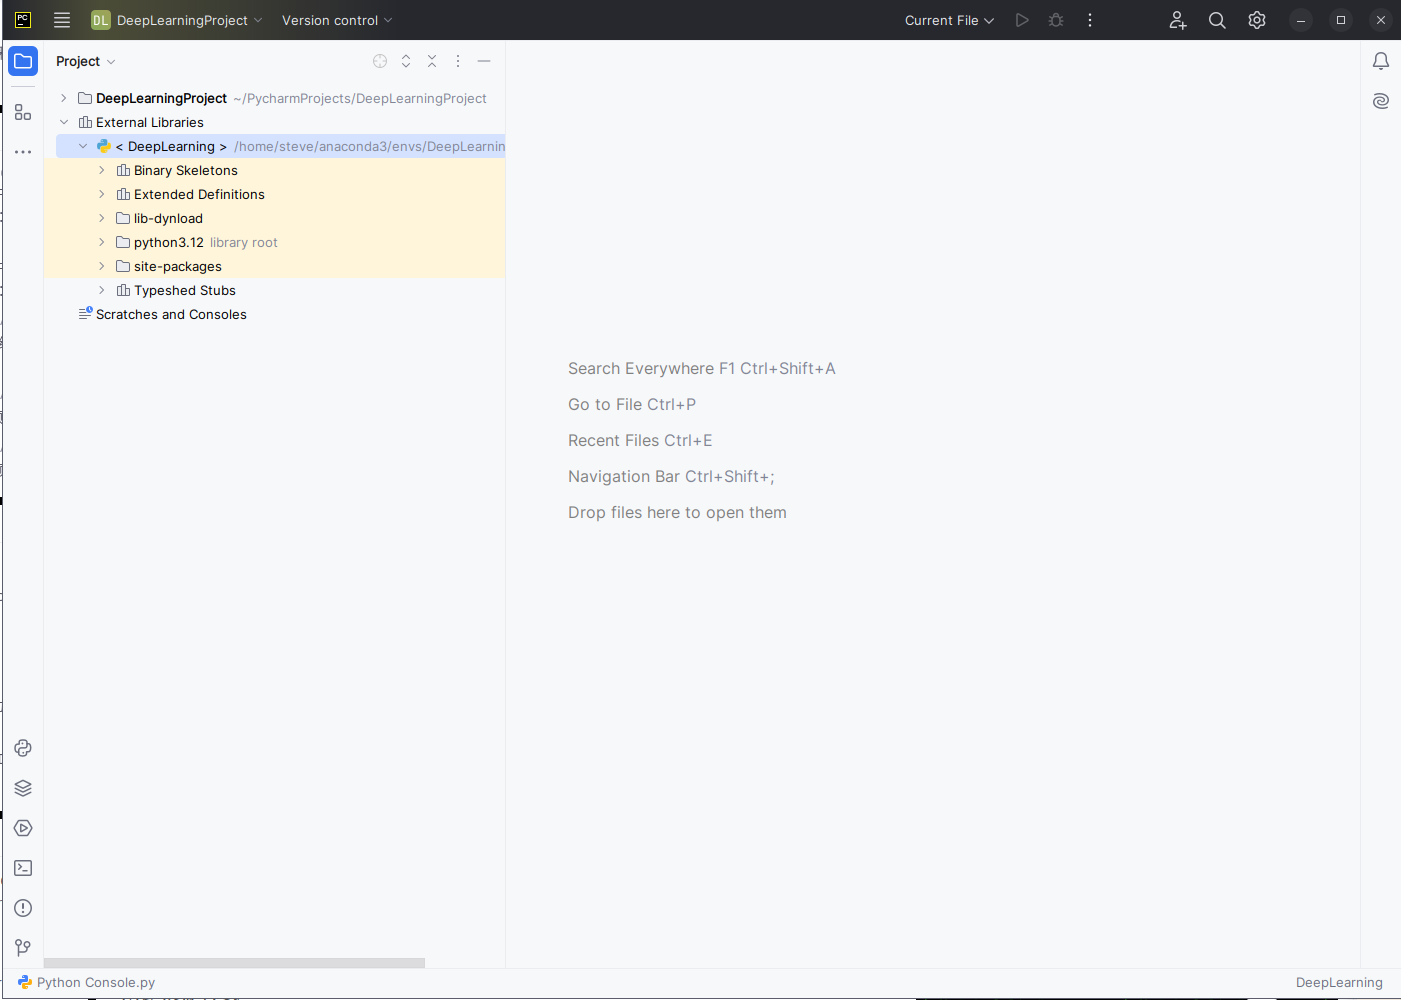 PC
DL DeepLearningProject Version control Current File
Project
DeepLearningProject ~/PycharmProjects/DeepLearningProject
External Libraries
< DeepLearning > /home/steve/anaconda3/envs/DeepLearnin
Binary Skeletons
Extended Definitions
lib-dynload
python3.12 library root
site-packages
Typeshed Stubs
Scratches and Consoles
Search Everywhere F1 Ctrl+Shift+A
Go to File Ctrl+P
Recent Files Ctrl+E
Navigation Bar Ctrl+Shift+;
Drop files here to open them
Python Console.py DeepLearning